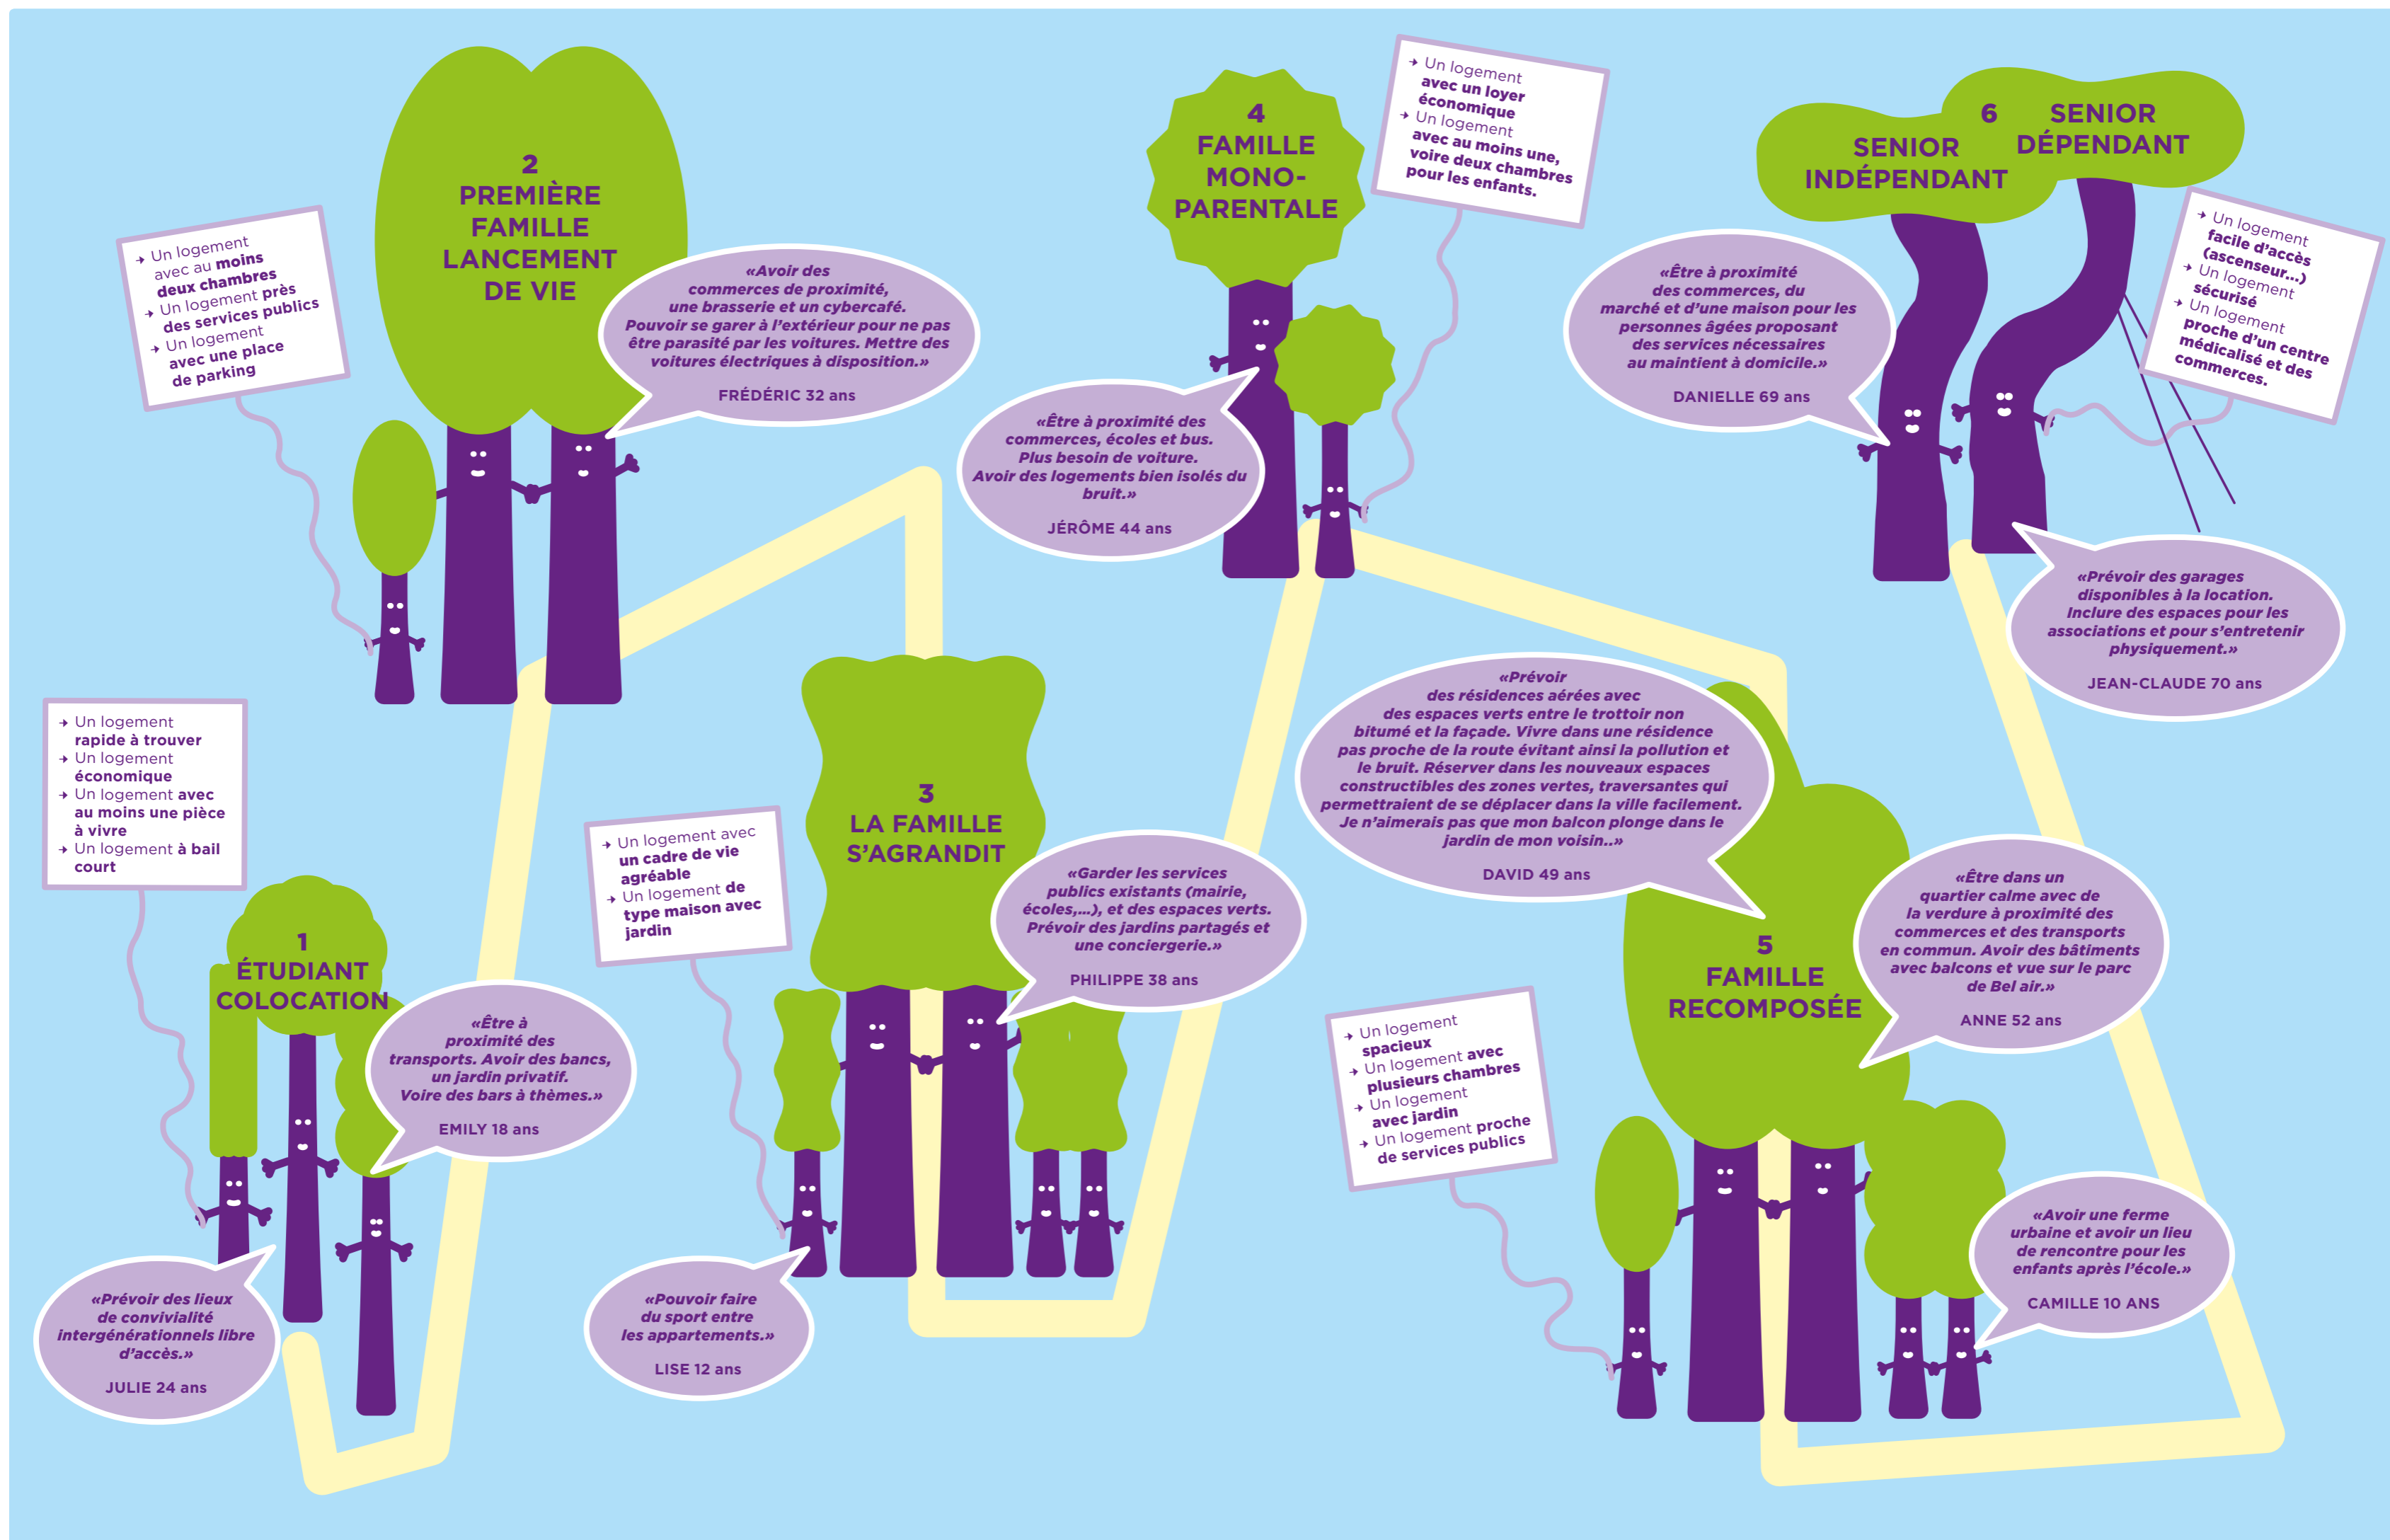 1
ÉTUDIANT
COLOCATION
→ Un logement
rapide à trouver
→ Un logement
économique
→ Un logement avec
au moins une pièce
à vivre
→ Un logement à bail
court
«Être à
proximité des
transports. Avoir des bancs,
un jardin privatif.
Voire des bars à thèmes.»
EMILY 18 ans
«Prévoir des lieux
de convivialité
intergénérationnels libre
d'accès.»
JULIE 24 ans
2
PREMIÈRE
FAMILLE
LANCEMENT
DE VIE
→ Un logement
avec au moins
deux chambres
→ Un logement près
des services publics
→ Un logement
avec une place
de parking
«Avoir des
commerces de proximité,
une brasserie et un cybercafé.
Pouvoir se garer à l'extérieur pour ne pas
être parasité par les voitures. Mettre des
voitures électriques à disposition.»
FRÉDÉRIC 32 ans
3
LA FAMILLE
S'AGRANDIT
→ Un logement avec
un cadre de vie
agréable
→ Un logement de
type maison avec
jardin
«Garder les services
publics existants (mairie,
écoles,...), et des espaces verts.
Prévoir des jardins partagés et
une conciergerie.»
PHILIPPE 38 ans
«Pouvoir faire
du sport entre
les appartements.»
LISE 12 ans
4
FAMILLE
MONO-
PARENTALE
→ Un logement
avec un loyer
économique
→ Un logement
avec au moins une,
voire deux chambres
pour les enfants.
«Être à proximité des
commerces, écoles et bus.
Plus besoin de voiture.
Avoir des logements bien isolés du
bruit.»
JÉRÔME 44 ans
5
FAMILLE
RECOMPOSÉE
→ Un logement
spacieux
→ Un logement avec
plusieurs chambres
→ Un logement
avec jardin
→ Un logement proche
de services publics
«Prévoir
des résidences aérées avec
des espaces verts entre le trottoir non
bitumé et la façade. Vivre dans une résidence
pas proche de la route évitant ainsi la pollution et
le bruit. Réserver dans les nouveaux espaces
constructibles des zones vertes, traversantes qui
permettraient de se déplacer dans la ville facilement.
Je n'aimerais pas que mon balcon plonge dans le
jardin de mon voisin..»
DAVID 49 ans
«Être dans un
quartier calme avec de
la verdure à proximité des
commerces et des transports
en commun. Avoir des bâtiments
avec balcons et vue sur le parc
de Bel air.»
ANNE 52 ans
«Avoir une ferme
urbaine et avoir un lieu
de rencontre pour les
enfants après l'école.»
CAMILLE 10 ANS
6
SENIOR
INDÉPENDANT
SENIOR
DÉPENDANT
→ Un logement
facile d'accès
(ascenseur...)
→ Un logement
sécurisé
→ Un logement
proche d'un centre
médicalisé et des
commerces.
«Être à proximité
des commerces, du
marché et d'une maison pour les
personnes âgées proposant
des services nécessaires
au maintient à domicile.»
DANIELLE 69 ans
«Prévoir des garages
disponibles à la location.
Inclure des espaces pour les
associations et pour s'entretenir
physiquement.»
JEAN-CLAUDE 70 ans